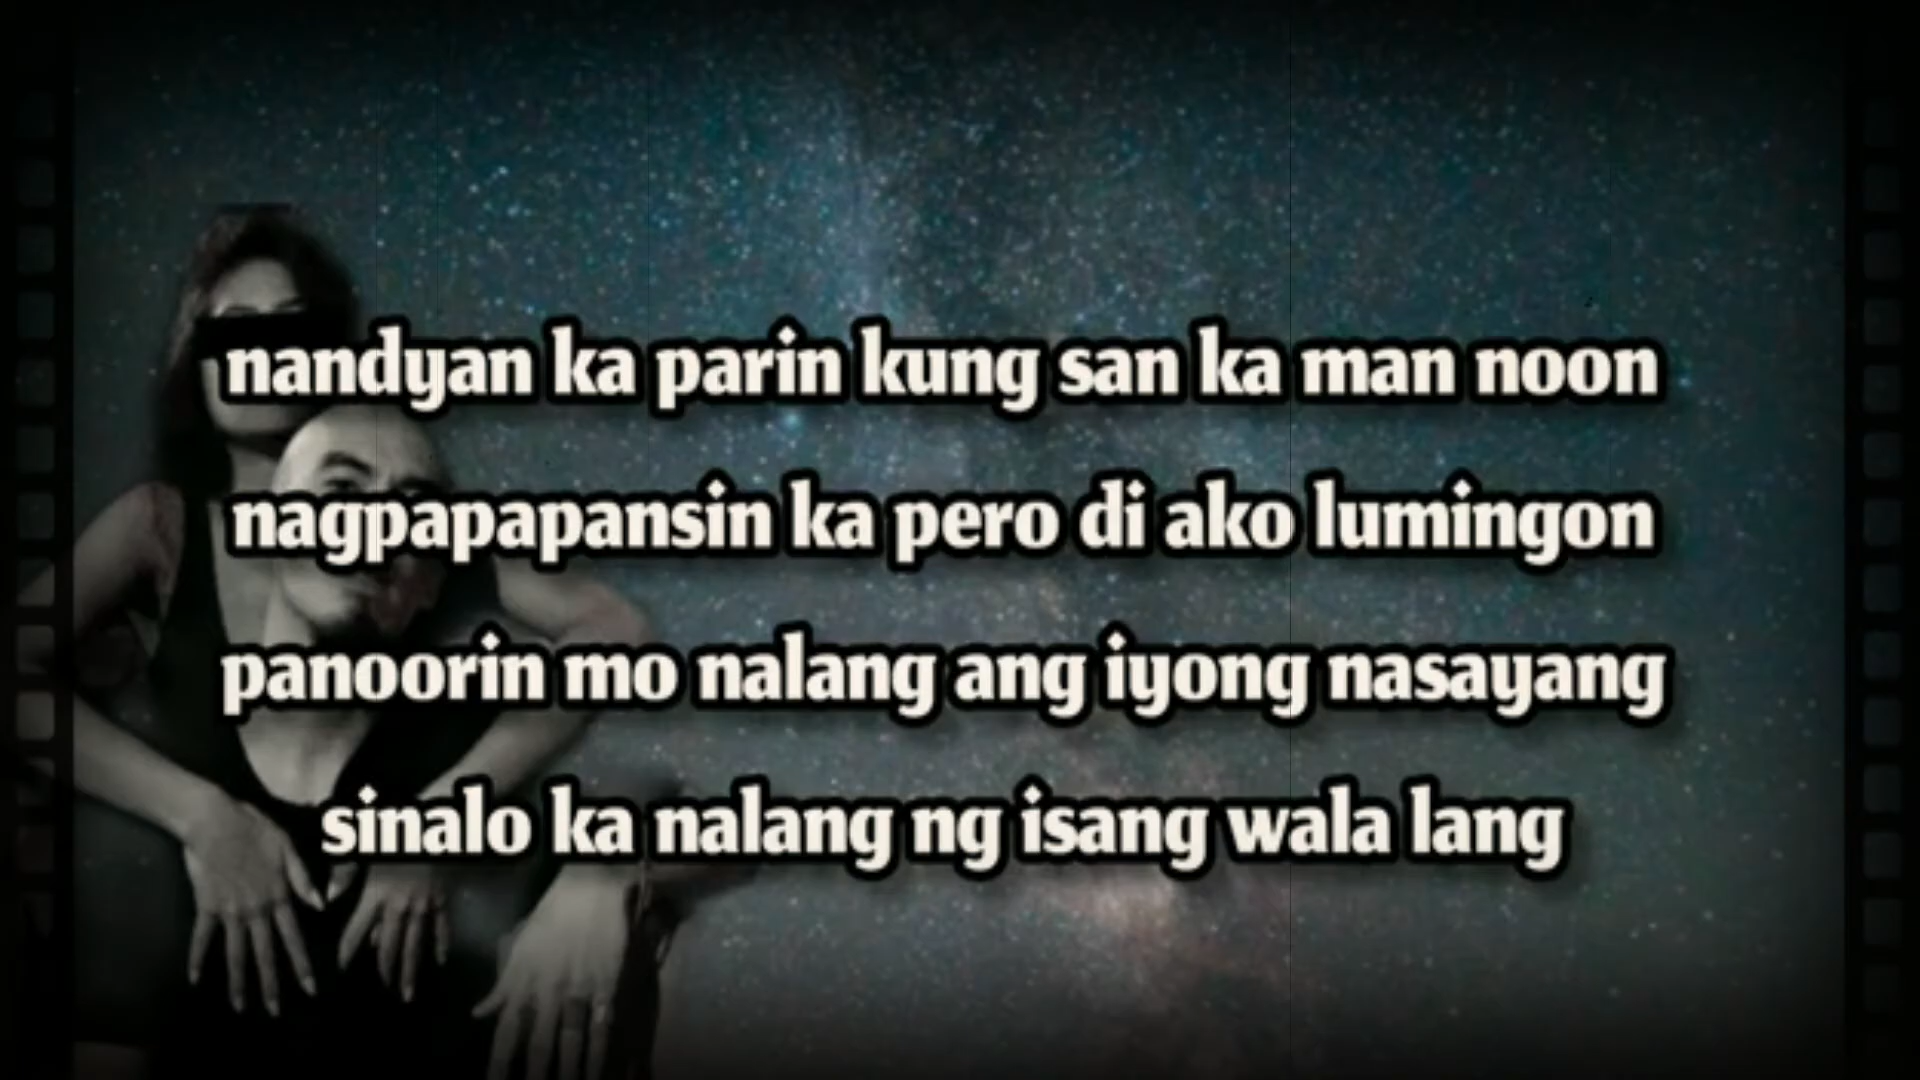 nandyan ka parin kung san ka man noon
nagpapapansin ka pero di ako lumingon
panoorin mo nalang ang iyong nasayang
sinalo ka nalang ng isang wala lang